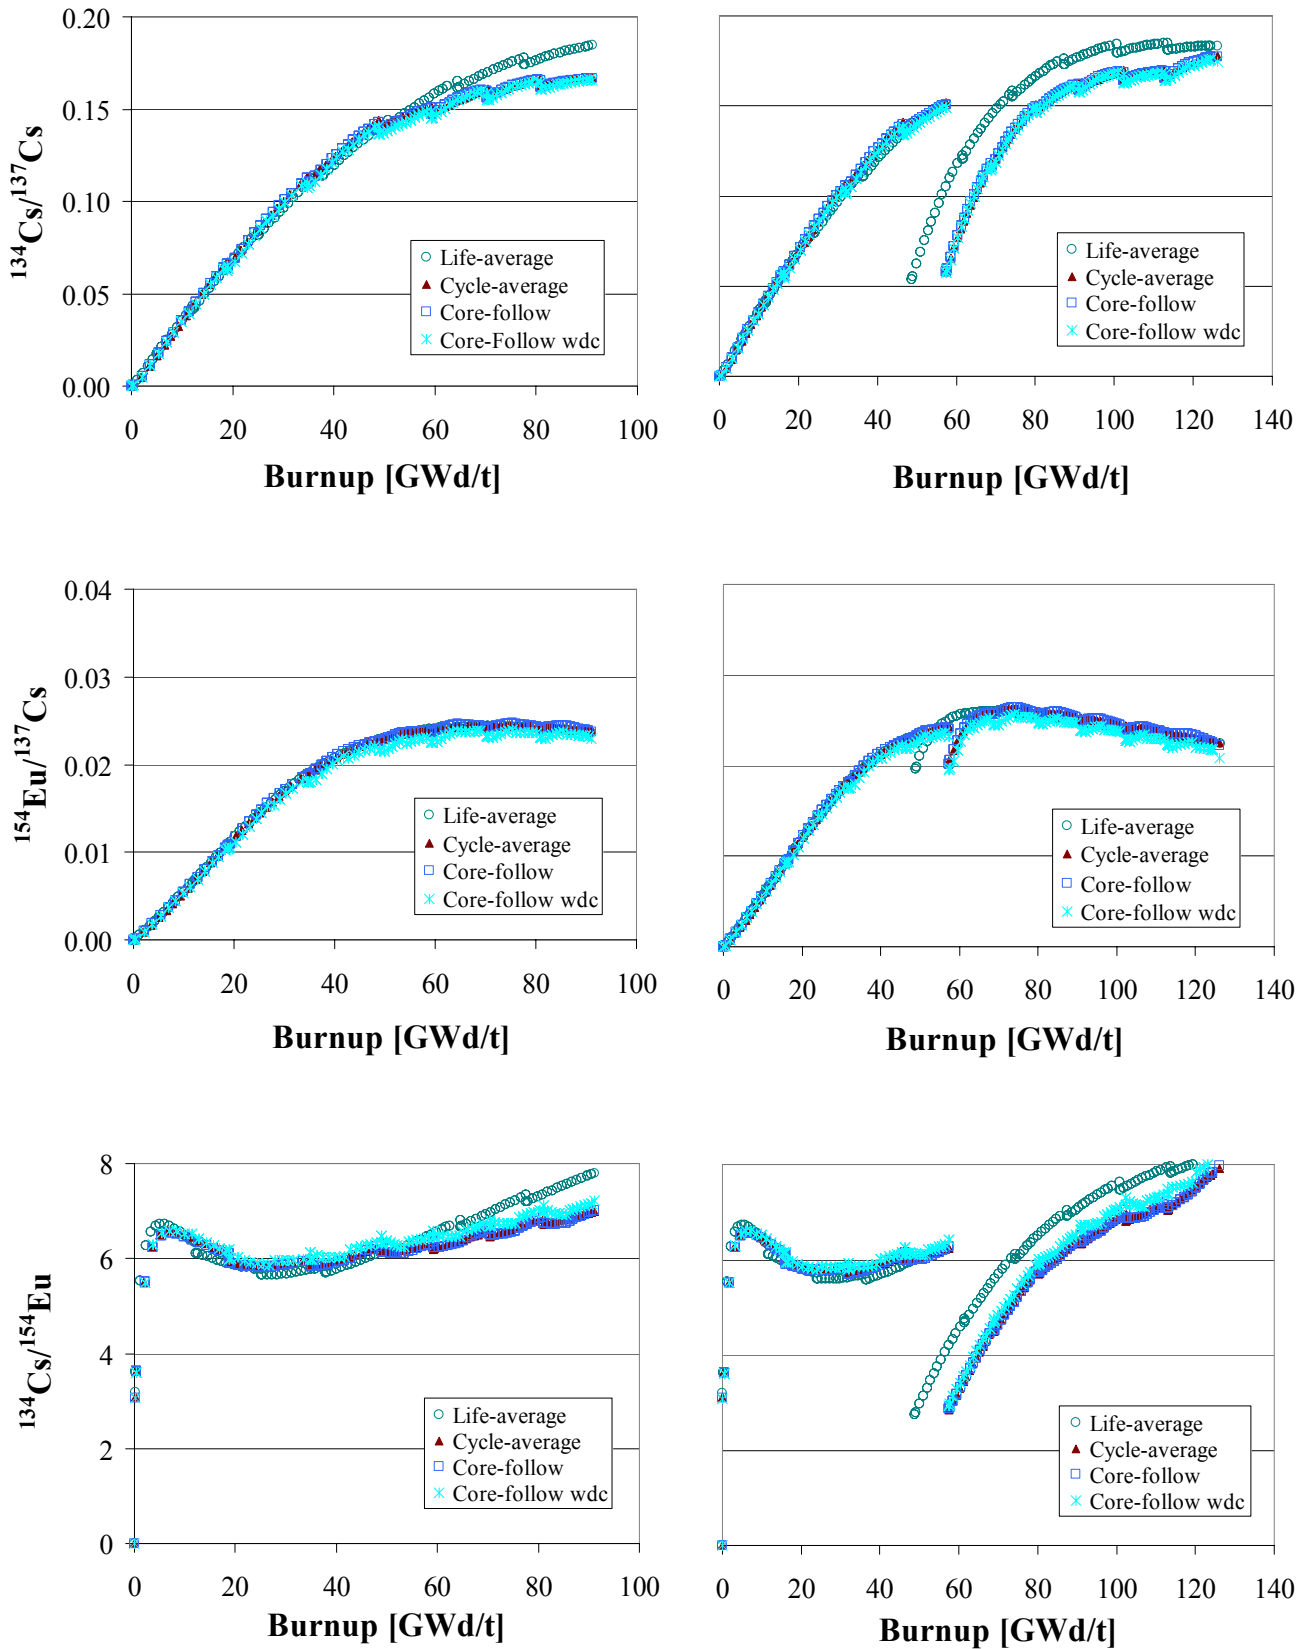 0.20
0.15
0.10
0.05
0.00
¹³⁴Cs/¹³⁷Cs
Life-average
Cycle-average
Core-follow
Core-Follow wdc
0 20 40 60 80 100
Burnup [GWd/t]
Life-average
Cycle-average
Core-follow
Core-follow wdc
0 20 40 60 80 100 120 140
Burnup [GWd/t]
0.04
0.03
0.02
0.01
0.00
¹⁵⁴Eu/¹³⁷Cs
Life-average
Cycle-average
Core-follow
Core-follow wdc
0 20 40 60 80 100
Burnup [GWd/t]
Life-average
Cycle-average
Core-follow
Core-follow wdc
0 20 40 60 80 100 120 140
Burnup [GWd/t]
8
6
4
2
0
¹³⁴Cs/¹⁵⁴Eu
Life-average
Cycle-average
Core-follow
Core-follow wdc
0 20 40 60 80 100
Burnup [GWd/t]
Life-average
Cycle-average
Core-follow
Core-follow wdc
0 20 40 60 80 100 120 140
Burnup [GWd/t]